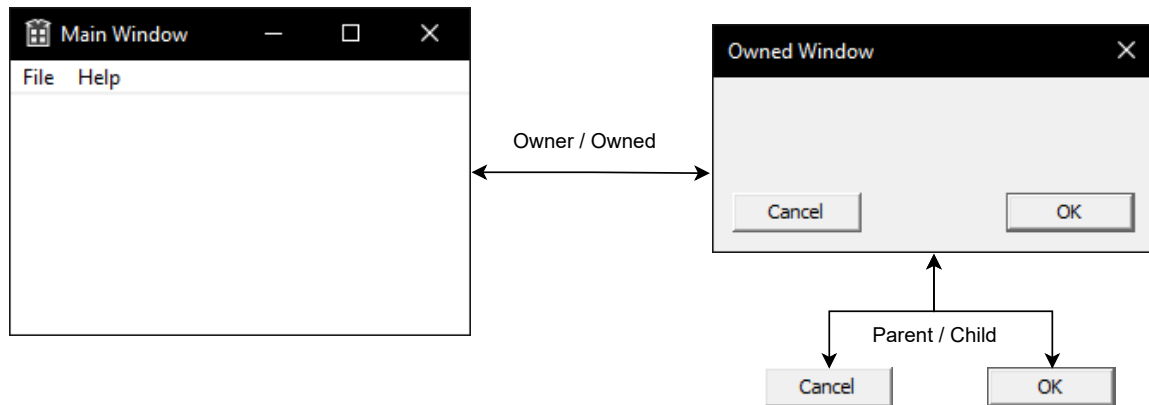 Main Window
File Help
Owner / Owned
Owned Window
Cancel OK
Parent / Child
Cancel OK